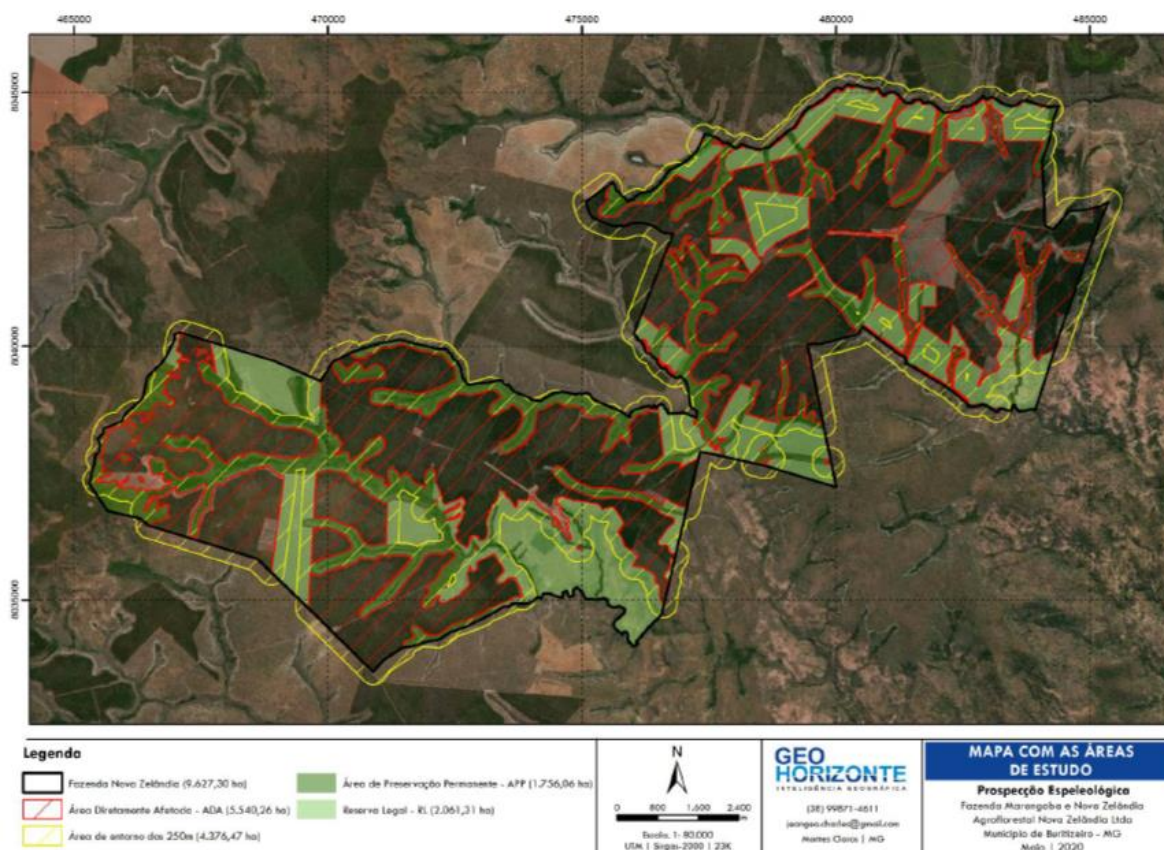 465000 470000 475000 480000 485000
8045000
8040000
8035000
Legenda
Fazenda Nova Zelândia (9.627,30 ha)
Área Diretamente Afetada - ADA (5.540,26 ha)
Área de entorno dos 250m (4.376,47 ha)
Área de Preservação Permanente - APP (1.756,06 ha)
Reserva Legal - RL (2.061,31 ha)
N
0 800 1.600 2.400
m
Escala: 1: 80.000
UTM | Sirgas-2000 | 23K
GEO
HORIZONTE
INTELIGÊNCIA GEOGRÁFICA
(38) 99871-4611
jeangeo.charles@gmail.com
Montes Claros | MG
MAPA COM AS ÁREAS
DE ESTUDO
Prospecção Espeleológica
Fazenda Marangaba e Nova Zelândia
Agroflorestal Nova Zelândia Ltda
Município de Buritizeiro - MG
Maio | 2020